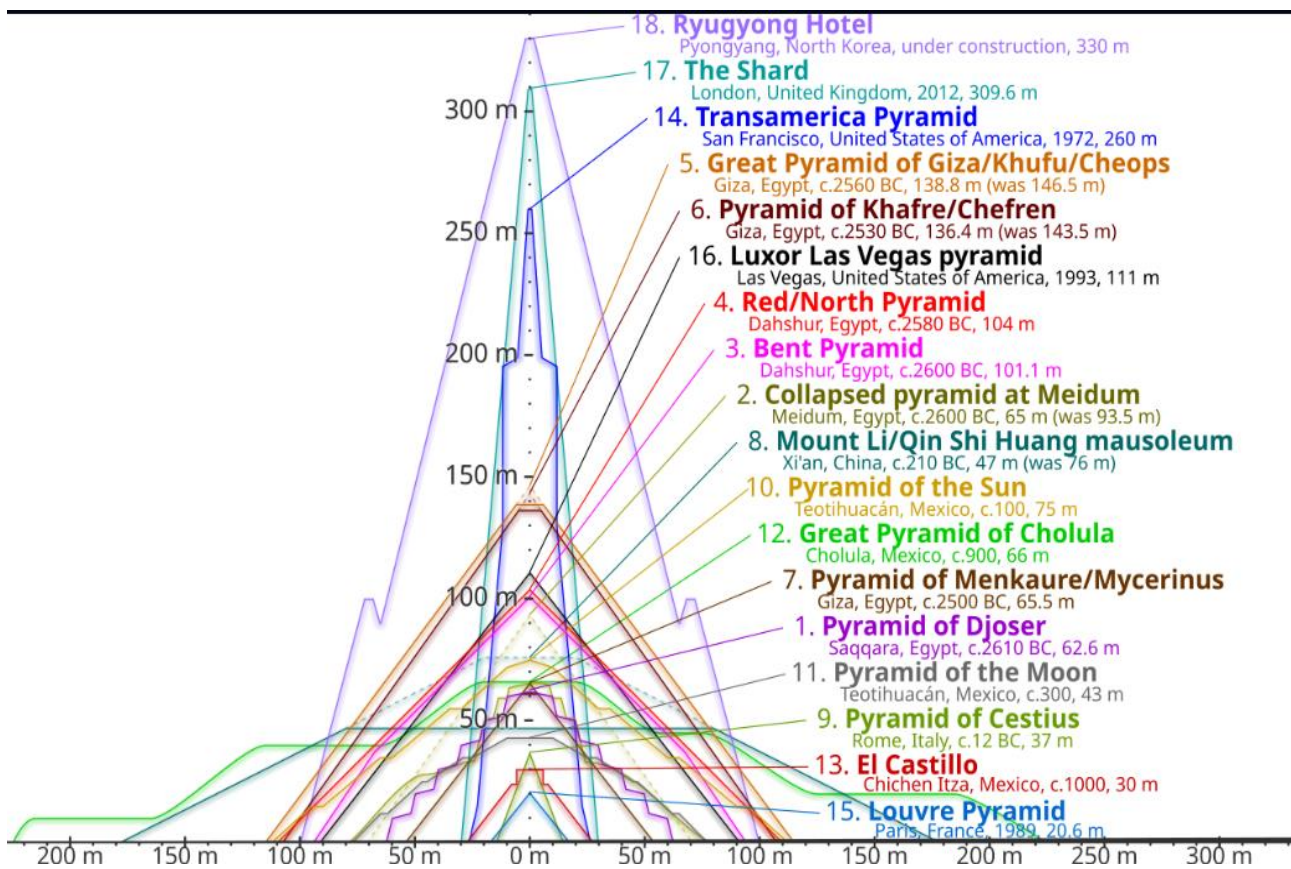 18. Ryugyong Hotel
Pyongyang, North Korea, under construction, 330 m
17. The Shard
London, United Kingdom, 2012, 309.6 m
300 m
14. Transamerica Pyramid
San Francisco, United States of America, 1972, 260 m
5. Great Pyramid of Giza/Khufu/Cheops
Giza, Egypt, c.2560 BC, 138.8 m (was 146.5 m)
6. Pyramid of Khafre/Chefren
Giza, Egypt, c.2530 BC, 136.4 m (was 143.5 m)
250 m
16. Luxor Las Vegas pyramid
Las Vegas, United States of America, 1993, 111 m
4. Red/North Pyramid
Dahshur, Egypt, c.2580 BC, 104 m
200 m
3. Bent Pyramid
Dahshur, Egypt, c.2600 BC, 101.1 m
2. Collapsed pyramid at Meidum
Meidum, Egypt, c.2600 BC, 65 m (was 93.5 m)
8. Mount Li/Qin Shi Huang mausoleum
Xi'an, China, c.210 BC, 47 m (was 76 m)
150 m
10. Pyramid of the Sun
Teotihuacán, Mexico, c.100, 75 m
12. Great Pyramid of Cholula
Cholula, Mexico, c.900, 66 m
7. Pyramid of Menkaure/Mycerinus
Giza, Egypt, c.2500 BC, 65.5 m
100 m
1. Pyramid of Djoser
Saqqara, Egypt, c.2610 BC, 62.6 m
11. Pyramid of the Moon
Teotihuacán, Mexico, c.300, 43 m
50 m
9. Pyramid of Cestius
Rome, Italy, c.12 BC, 37 m
13. El Castillo
Chichen Itza, Mexico, c.1000, 30 m
15. Louvre Pyramid
Paris, France, 1989, 20.6 m
200 m 150 m 100 m 50 m 0 m 50 m 100 m 150 m 200 m 250 m 300 m